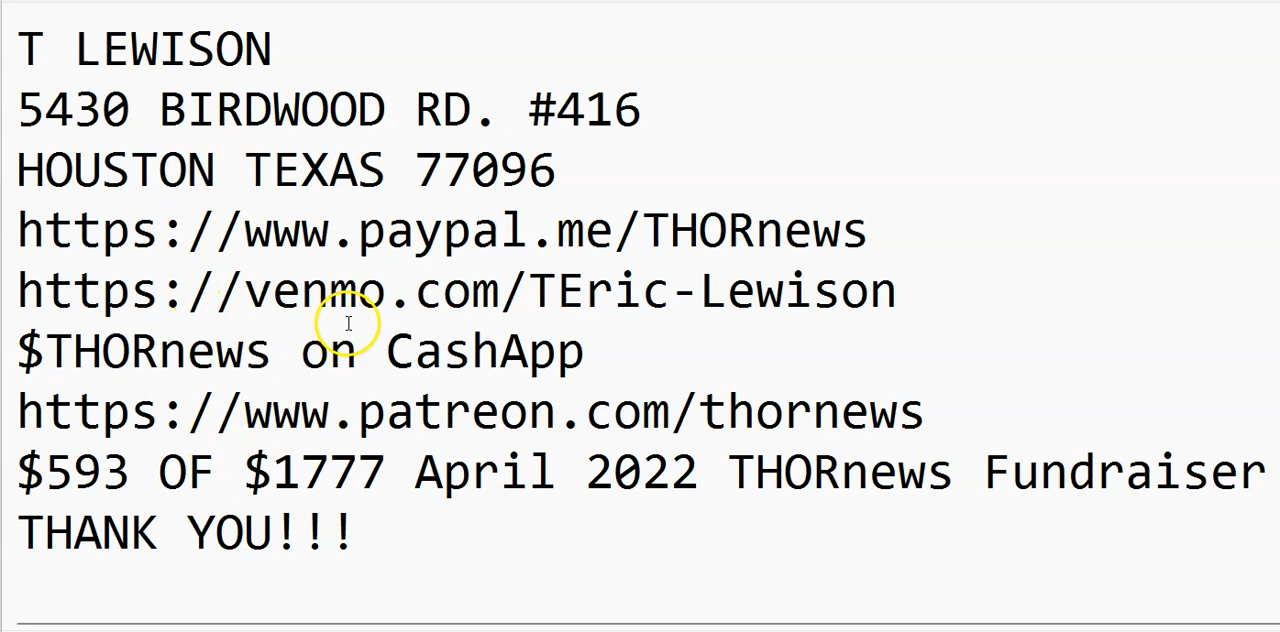 T LEWISON
5430 BIRDWOOD RD. #416
HOUSTON TEXAS 77096
https://www.paypal.me/THORnews
https://venmo.com/TEric-Lewison
$THORnews on CashApp
https://www.patreon.com/thornews
$593 OF $1777 April 2022 THORnews Fundraiser
THANK YOU!!!